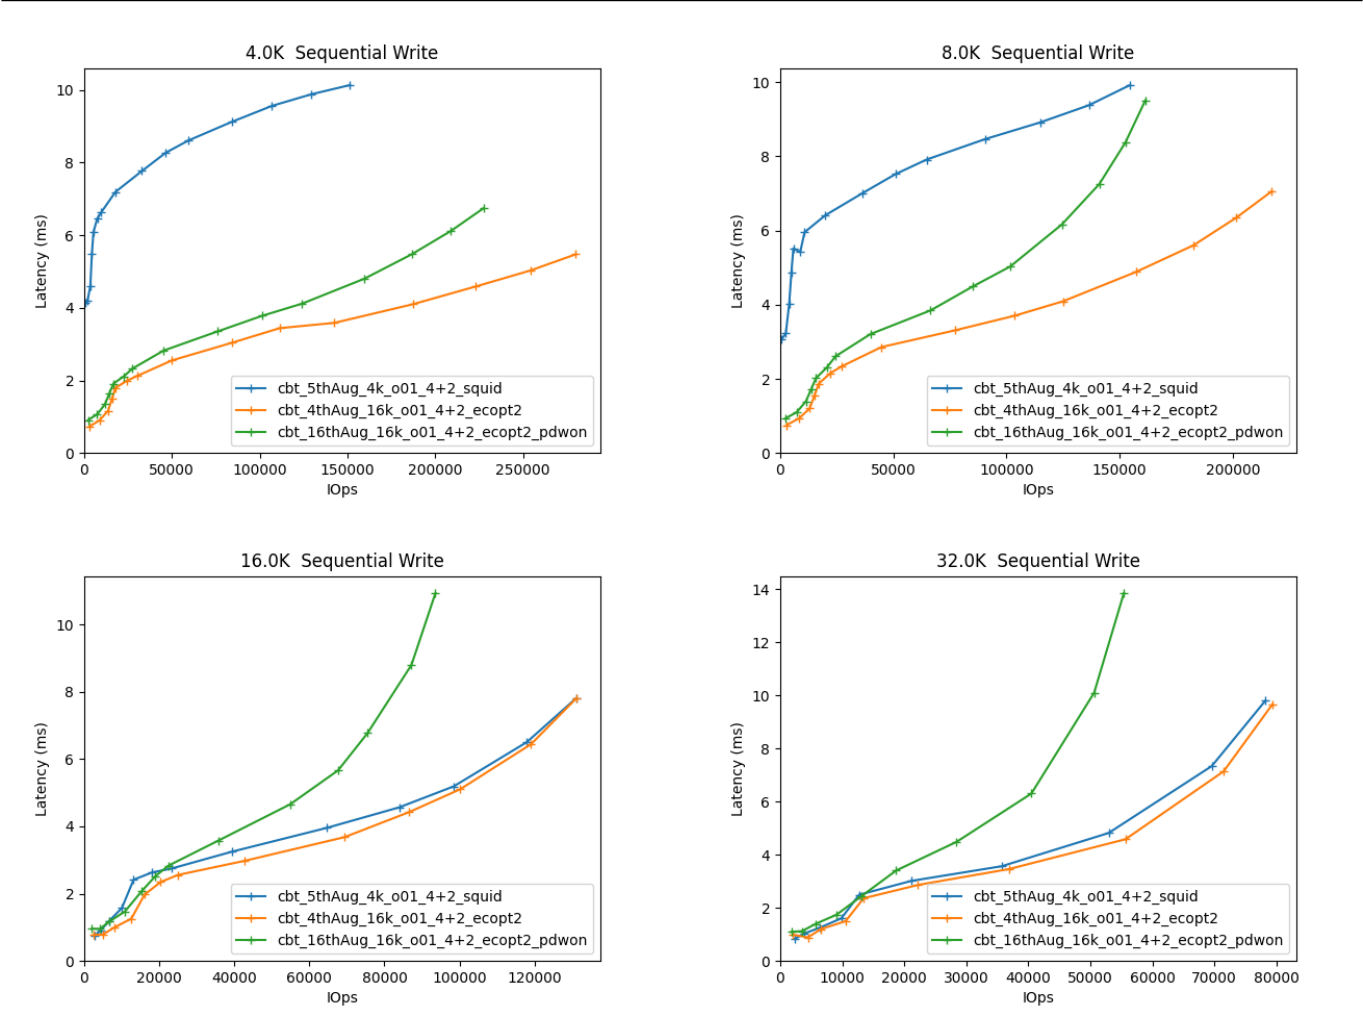 4.0K  Sequential Write
Latency (ms)
10
8
6
4
2
0
0 50000 100000 150000 200000 250000
IOps
cbt_5thAug_4k_o01_4+2_squid
cbt_4thAug_16k_o01_4+2_ecopt2
cbt_16thAug_16k_o01_4+2_ecopt2_pdwon
8.0K  Sequential Write
Latency (ms)
10
8
6
4
2
0
0 50000 100000 150000 200000
IOps
cbt_5thAug_4k_o01_4+2_squid
cbt_4thAug_16k_o01_4+2_ecopt2
cbt_16thAug_16k_o01_4+2_ecopt2_pdwon
16.0K  Sequential Write
Latency (ms)
10
8
6
4
2
0
0 20000 40000 60000 80000 100000 120000
IOps
cbt_5thAug_4k_o01_4+2_squid
cbt_4thAug_16k_o01_4+2_ecopt2
cbt_16thAug_16k_o01_4+2_ecopt2_pdwon
32.0K  Sequential Write
Latency (ms)
14
12
10
8
6
4
2
0
0 10000 20000 30000 40000 50000 60000 70000 80000
IOps
cbt_5thAug_4k_o01_4+2_squid
cbt_4thAug_16k_o01_4+2_ecopt2
cbt_16thAug_16k_o01_4+2_ecopt2_pdwon